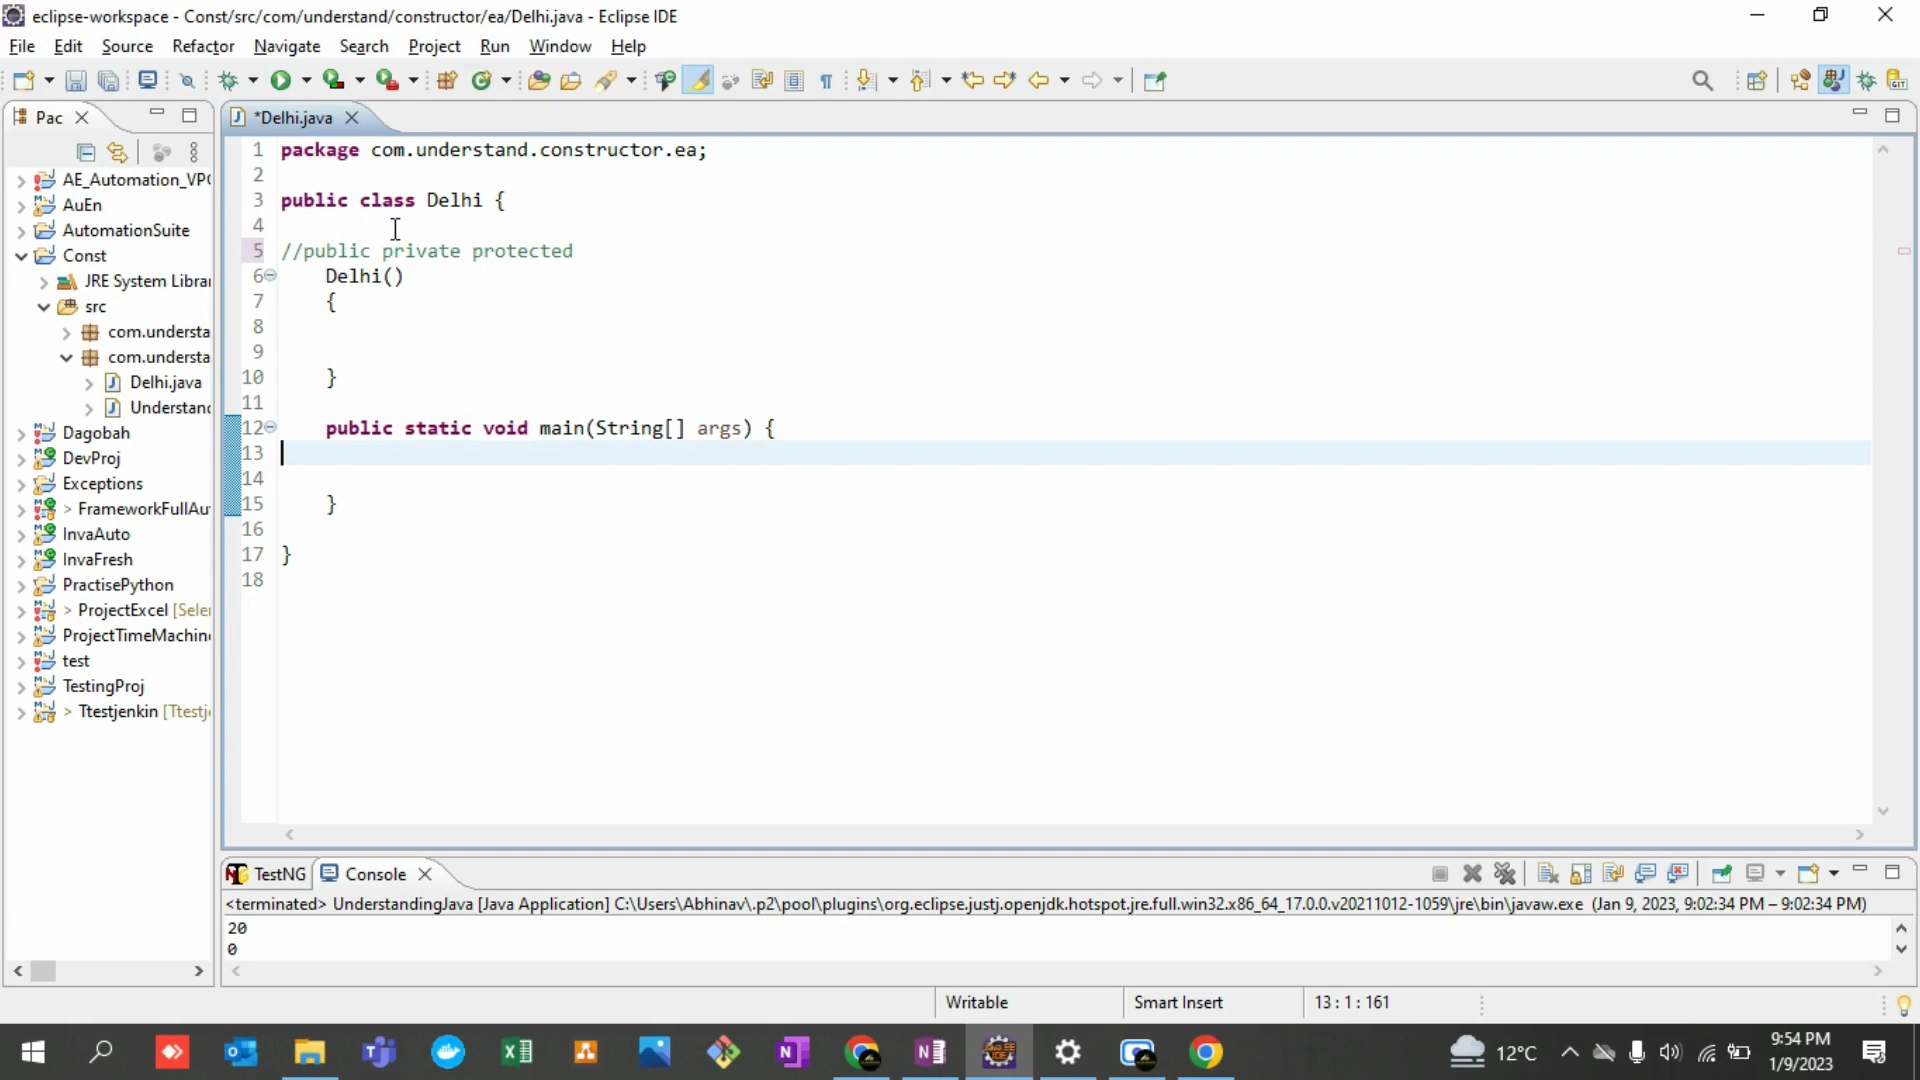 eclipse-workspace - Const/src/com/understand/constructor/ea/Delhi.java - Eclipse IDE
File Edit Source Refactor Navigate Search Project Run Window Help
Pac
*Delhi.java
1 package com.understand.constructor.ea;
2
3 public class Delhi {
4
5 //public private protected
6 Delhi()
7 {
8
9
10 }
11
12 public static void main(String[] args) {
13
14
15 }
16
17 }
18
AE_Automation_VP
AuEn
AutomationSuite
Const
JRE System Libra
src
com.understa
com.understa
Delhi.java
Understand
Dagobah
DevProj
Exceptions
> FrameworkFullAu
InvaAuto
InvaFresh
PractisePython
> ProjectExcel [Sele
ProjectTimeMachin
test
TestingProj
> Ttestjenkin [Ttestj
TestNG Console
<terminated> UnderstandingJava [Java Application] C:\Users\Abhinav\.p2\pool\plugins\org.eclipse.justj.openjdk.hotspot.jre.full.win32.x86_64_17.0.0.v20211012-1059\jre\bin\javaw.exe (Jan 9, 2023, 9:02:34 PM – 9:02:34 PM)
20
0
Writable Smart Insert 13 : 1 : 161
12°C
9:54 PM
1/9/2023